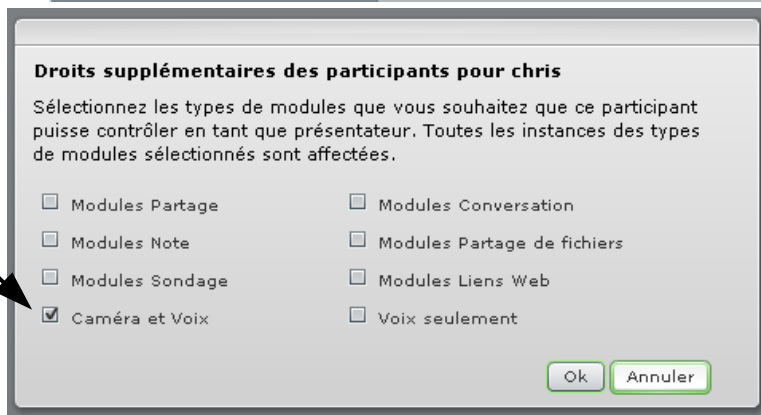 Droits supplémentaires des participants pour chris
Sélectionnez les types de modules que vous souhaitez que ce participant
puisse contrôler en tant que présentateur. Toutes les instances des types
de modules sélectionnés sont affectées.
Modules Partage
Modules Conversation
Modules Note
Modules Partage de fichiers
Modules Sondage
Modules Liens Web
Caméra et Voix
Voix seulement
Ok
Annuler